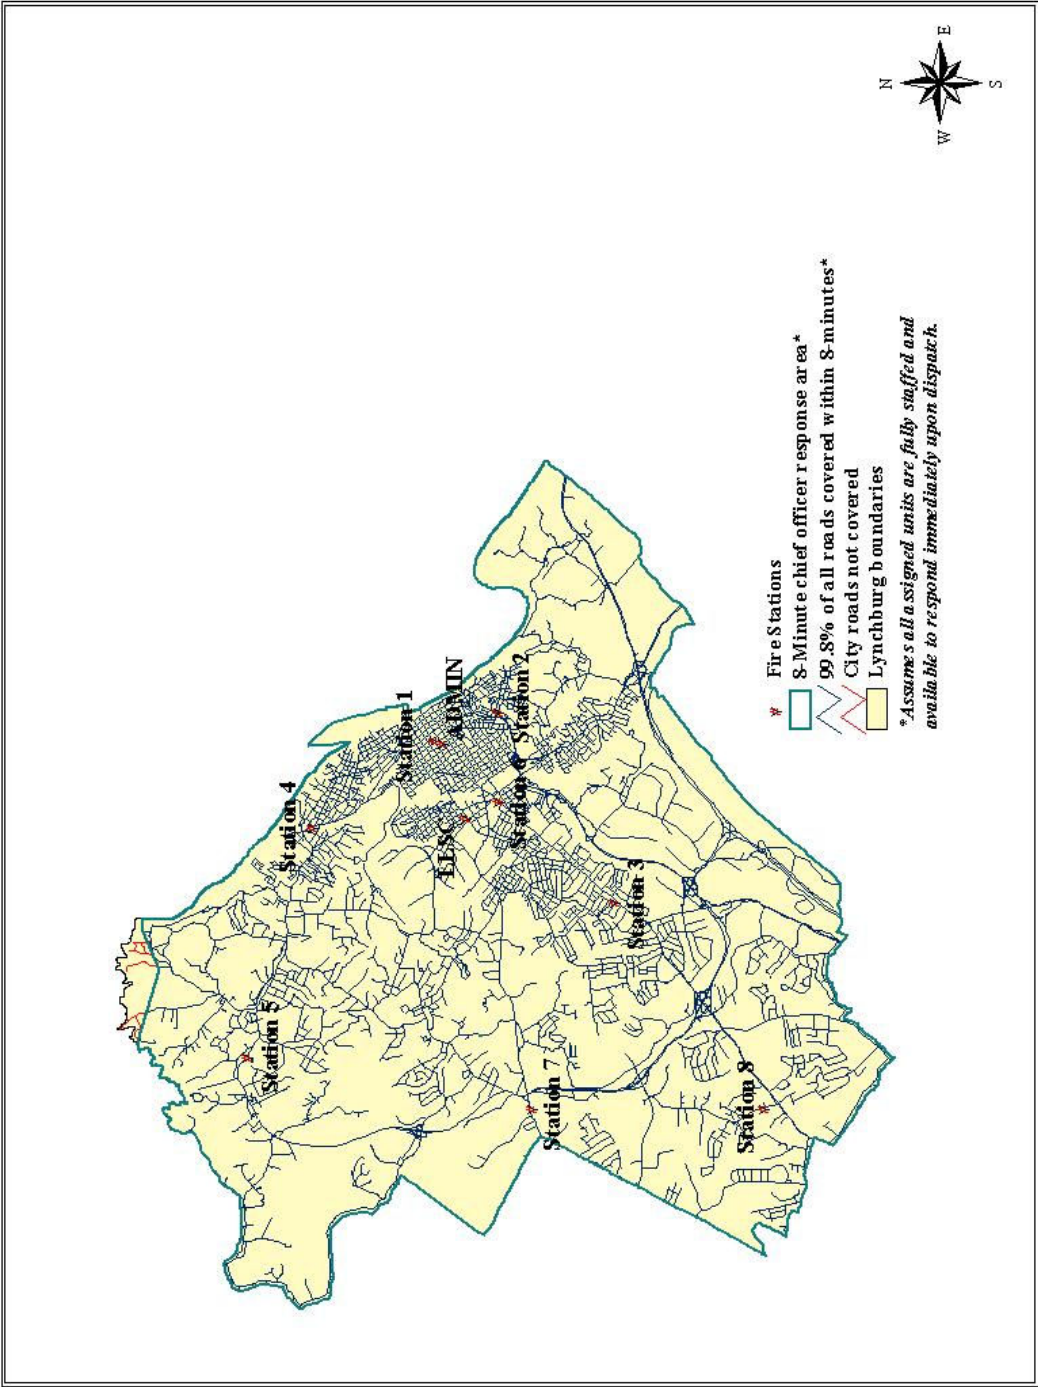 Station 5
Station 4
Station 1
LLSC
ADMIN
Station 6
Station 2
Station 7
Station 3
Station 8
Fire Stations
8-Minute chief officer response area*
99.8% of all roads covered within 8-minutes*
City roads not covered
Lynchburg boundaries
*Assumes all assigned units are fully staffed and
available to respond immediately upon dispatch.
N
W E
S